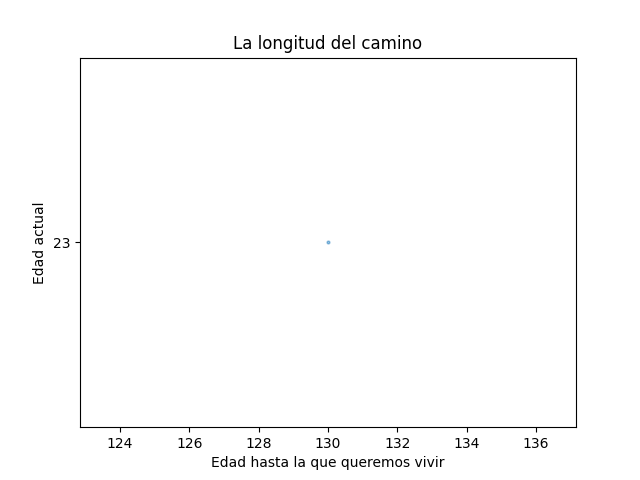 La longitud del camino
Edad actual
23
124 126 128 130 132 134 136
Edad hasta la que queremos vivir